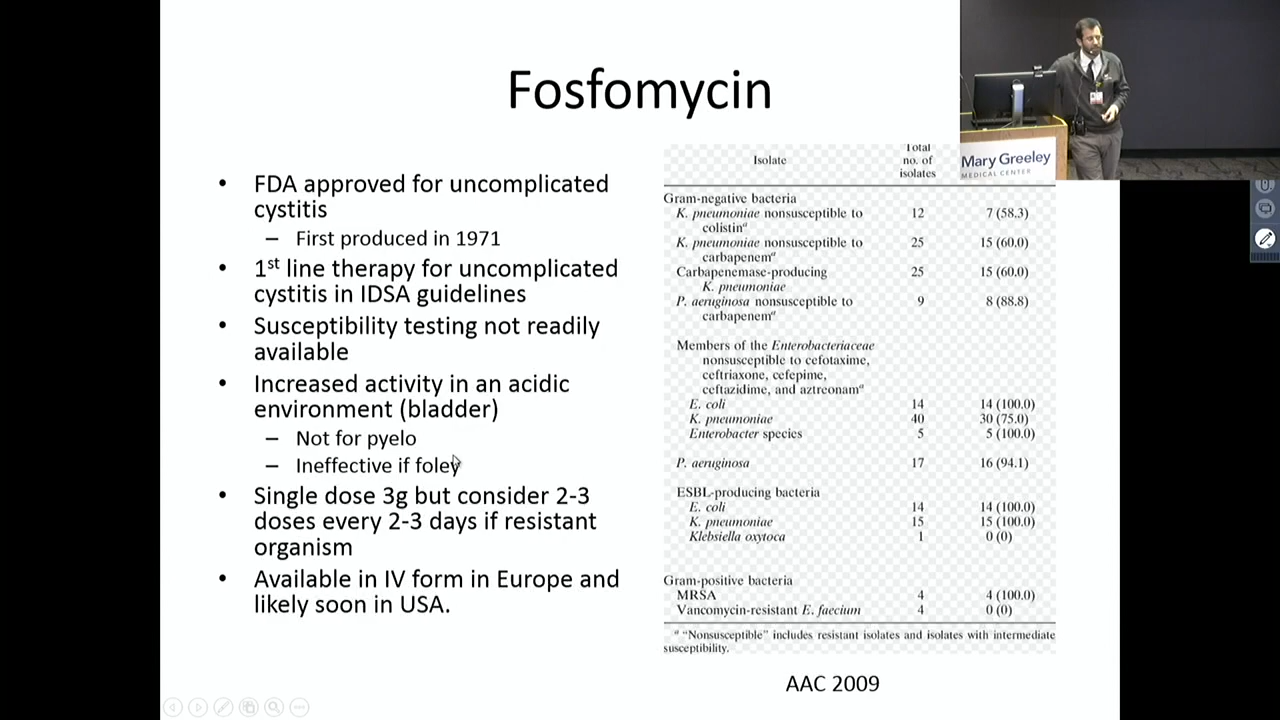 Fosfomycin
• FDA approved for uncomplicated
cystitis
– First produced in 1971
• 1st line therapy for uncomplicated
cystitis in IDSA guidelines
• Susceptibility testing not readily
available
• Increased activity in an acidic
environment (bladder)
– Not for pyelo
– Ineffective if foley
• Single dose 3g but consider 2-3
doses every 2-3 days if resistant
organism
• Available in IV form in Europe and
likely soon in USA.
Total
Isolate no. of
isolates
Gram-negative bacteria
K. pneumoniae nonsusceptible to 12 7 (58.3)
colistinᵃ
K. pneumoniae nonsusceptible to 25 15 (60.0)
carbapenemᵃ
Carbapenemase-producing 25 15 (60.0)
K. pneumoniae
P. aeruginosa nonsusceptible to 9 8 (88.8)
carbapenemᵃ
Members of the Enterobacteriaceae
nonsusceptible to cefotaxime,
ceftriaxone, cefepime,
ceftazidime, and aztreonamᵃ
E. coli 14 14 (100.0)
K. pneumoniae 40 30 (75.0)
Enterobacter species 5 5 (100.0)
P. aeruginosa 17 16 (94.1)
ESBL-producing bacteria
E. coli 14 14 (100.0)
K. pneumoniae 15 15 (100.0)
Klebsiella oxytoca 1 0 (0)
Gram-positive bacteria
MRSA 4 4 (100.0)
Vancomycin-resistant E. faecium 4 0 (0)
ᵃ “Nonsusceptible” includes resistant isolates and isolates with intermediate
susceptibility.
AAC 2009
Mary Greeley
MEDICAL CENTER